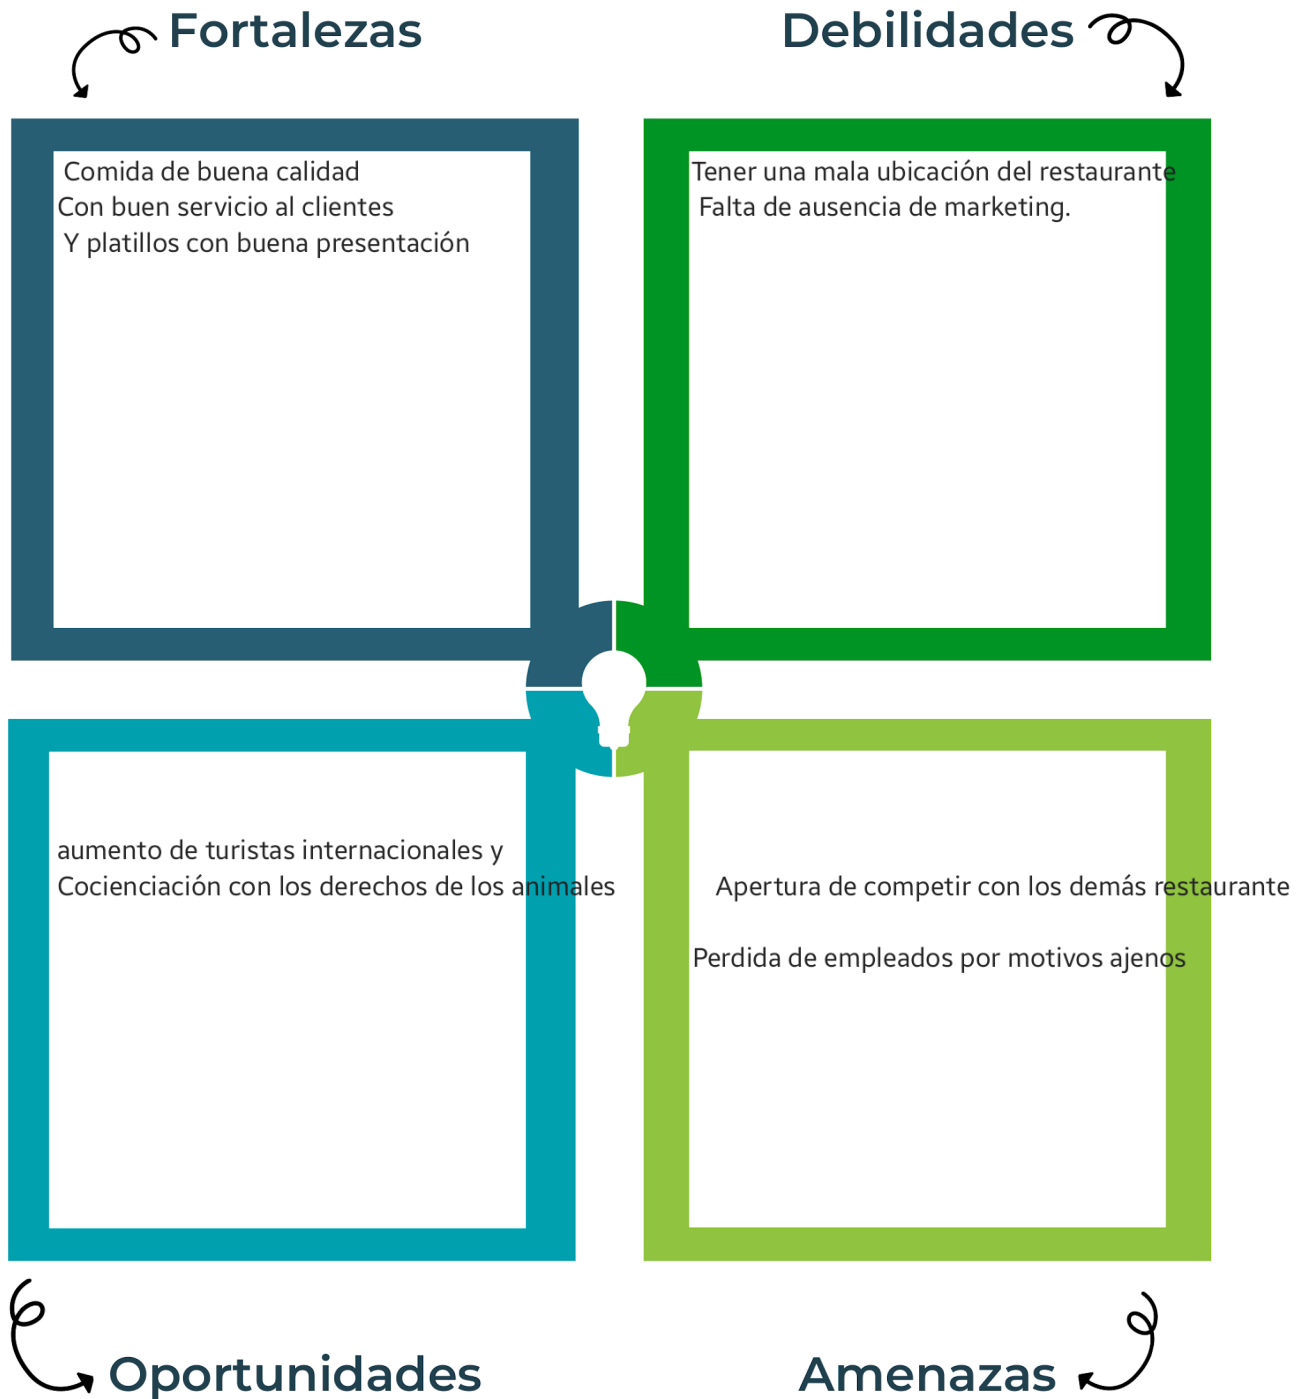 Fortalezas
Comida de buena calidad
Con buen servicio al clientes
Y platillos con buena presentación
Debilidades
Tener una mala ubicación del restaurante
Falta de ausencia de marketing.
aumento de turistas internacionales y
Cocienciación con los derechos de los animales
Oportunidades
Apertura de competir con los demás restaurante
Perdida de empleados por motivos ajenos
Amenazas